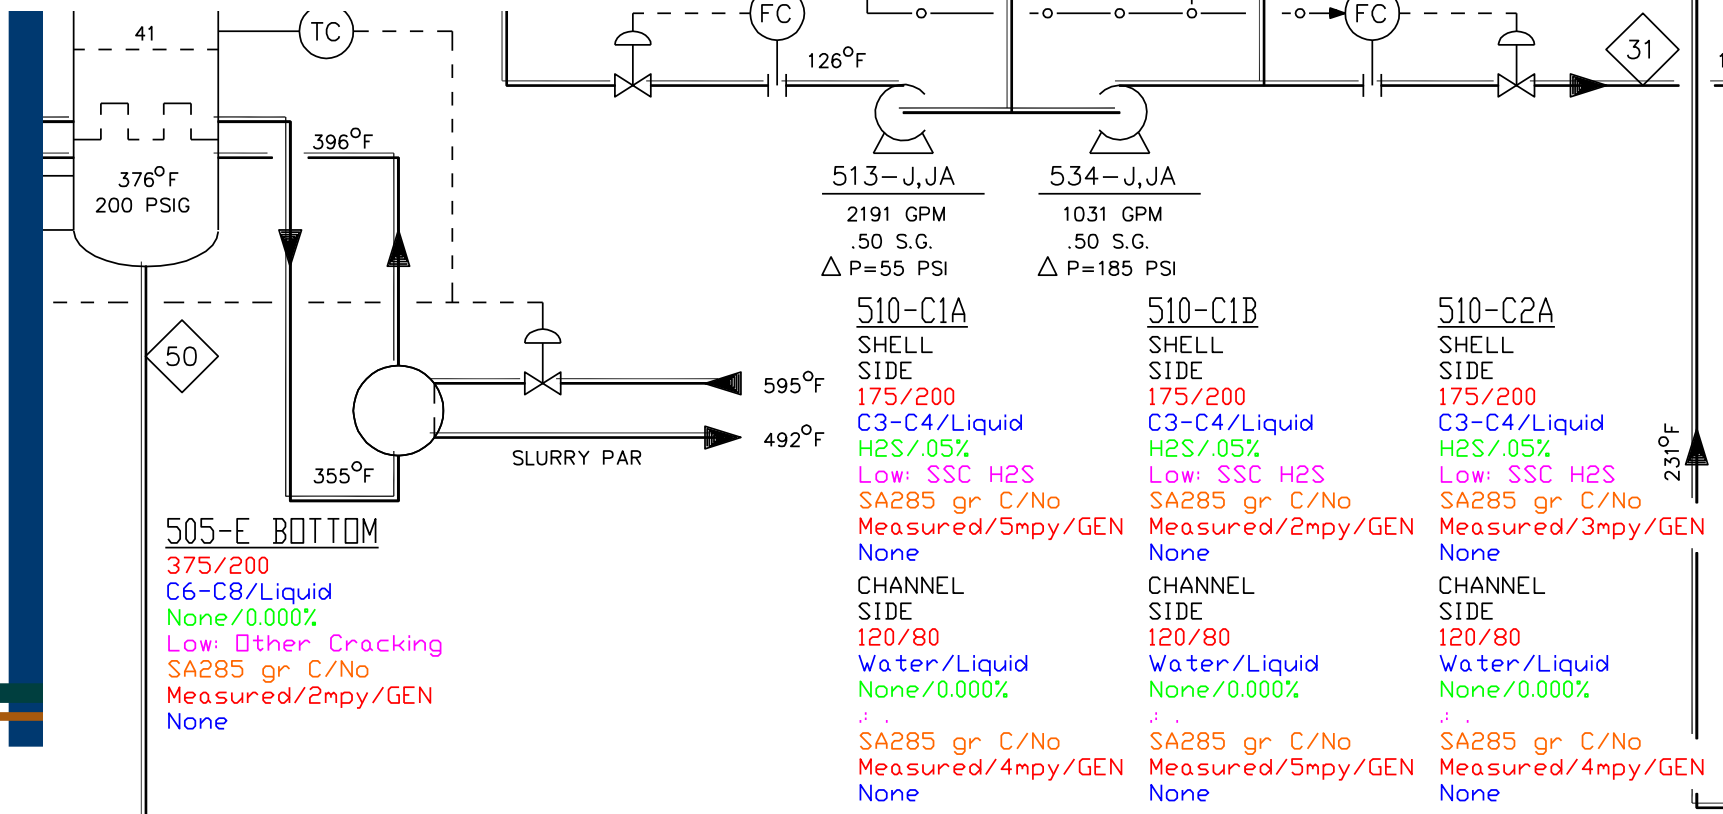 41
TC
FC
FC
31
126°F
396°F
376°F
200 PSIG
513-J,JA
2191 GPM
.50 S.G.
△ P=55 PSI
534-J,JA
1031 GPM
.50 S.G.
△ P=185 PSI
50
595°F
492°F
SLURRY PAR
355°F
231°F
505-E BOTTOM
375/200
C6-C8/Liquid
None/0.000%
Low: Other Cracking
SA285 gr C/No
Measured/2mpy/GEN
None
510-C1A
SHELL
SIDE
175/200
C3-C4/Liquid
H2S/.05%
Low: SSC H2S
SA285 gr C/No
Measured/5mpy/GEN
None
CHANNEL
SIDE
120/80
Water/Liquid
None/0.000%
.: .
SA285 gr C/No
Measured/4mpy/GEN
None
510-C1B
SHELL
SIDE
175/200
C3-C4/Liquid
H2S/.05%
Low: SSC H2S
SA285 gr C/No
Measured/2mpy/GEN
None
CHANNEL
SIDE
120/80
Water/Liquid
None/0.000%
.: .
SA285 gr C/No
Measured/5mpy/GEN
None
510-C2A
SHELL
SIDE
175/200
C3-C4/Liquid
H2S/.05%
Low: SSC H2S
SA285 gr C/No
Measured/3mpy/GEN
None
CHANNEL
SIDE
120/80
Water/Liquid
None/0.000%
.: .
SA285 gr C/No
Measured/4mpy/GEN
None